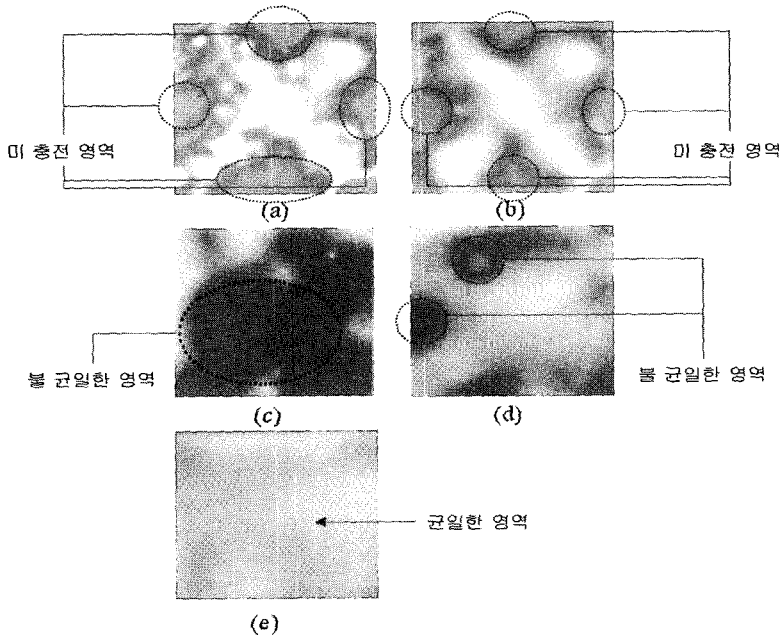 미 충전 영역
미 충전 영역
(a)
(b)
불 균일한 영역
불 균일한 영역
(c)
(d)
균일한 영역
(e)